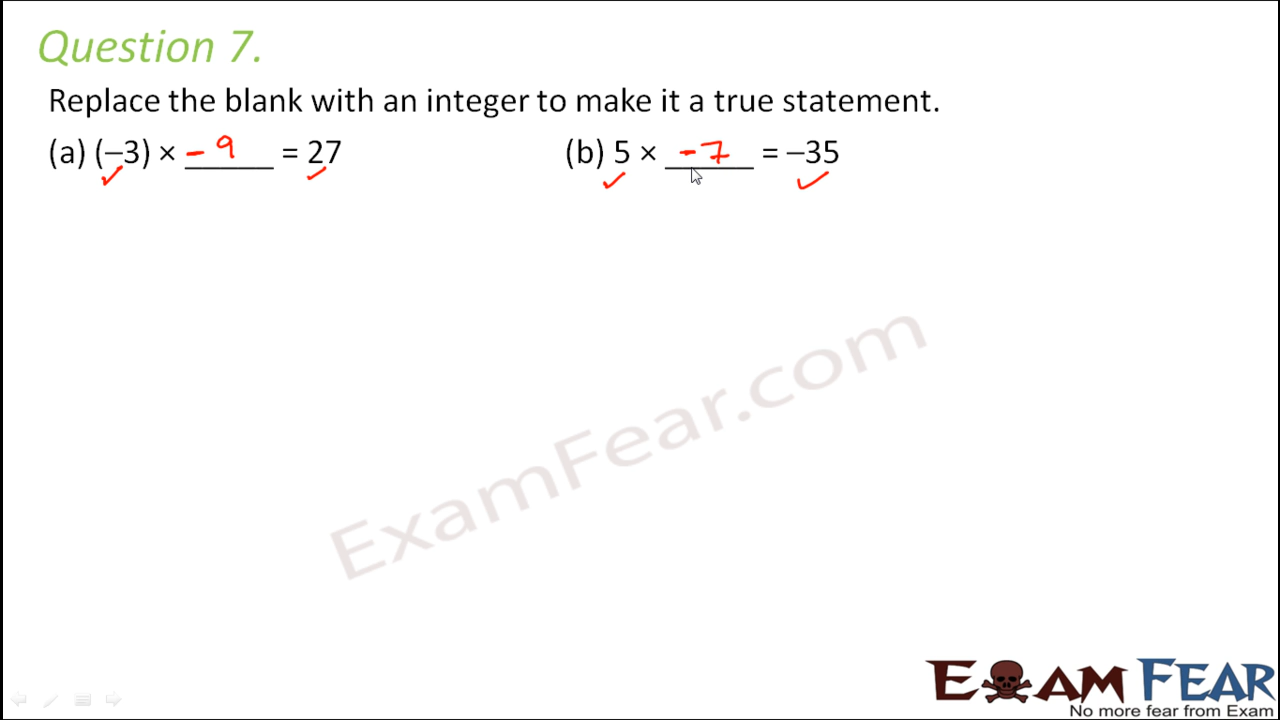 Question 7.
Replace the blank with an integer to make it a true statement.
(a) (–3) × -9 = 27 (b) 5 × -7 = –35
ExamFear.com
EXAM FEAR
No more fear from Exam